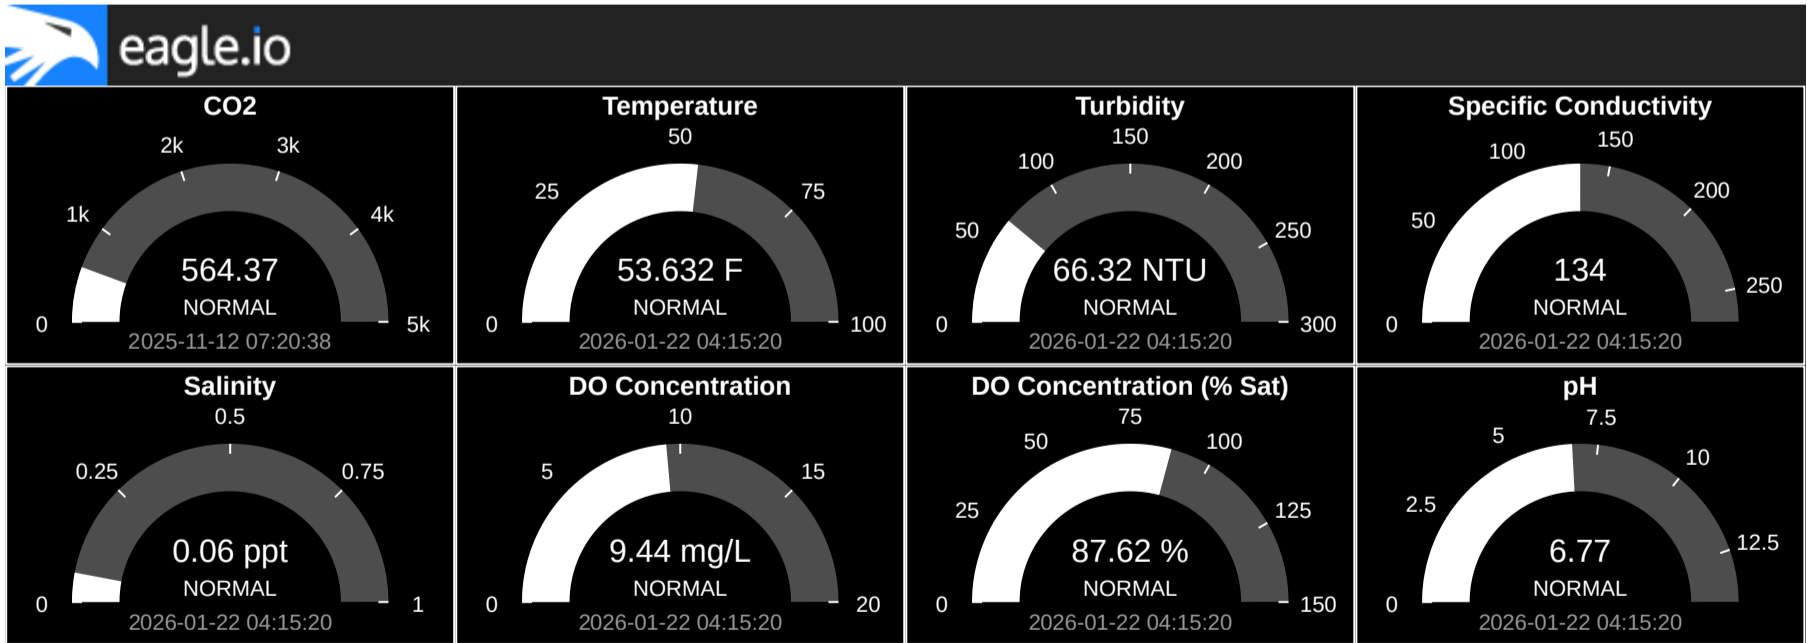 eagle.io
CO2
2k
3k
1k
4k
564.37
NORMAL
0
5k
2025-11-12 07:20:38
Temperature
50
25
75
53.632 F
NORMAL
0
100
2026-01-22 04:15:20
Turbidity
150
100
200
50
250
66.32 NTU
NORMAL
0
300
2026-01-22 04:15:20
Specific Conductivity
150
100
200
50
250
134
NORMAL
0
2026-01-22 04:15:20
Salinity
0.5
0.25
0.75
0.06 ppt
NORMAL
0
1
2026-01-22 04:15:20
DO Concentration
10
5
15
9.44 mg/L
NORMAL
0
20
2026-01-22 04:15:20
DO Concentration (% Sat)
75
50
100
25
125
87.62 %
NORMAL
0
150
2026-01-22 04:15:20
pH
7.5
5
10
2.5
12.5
6.77
NORMAL
0
2026-01-22 04:15:20